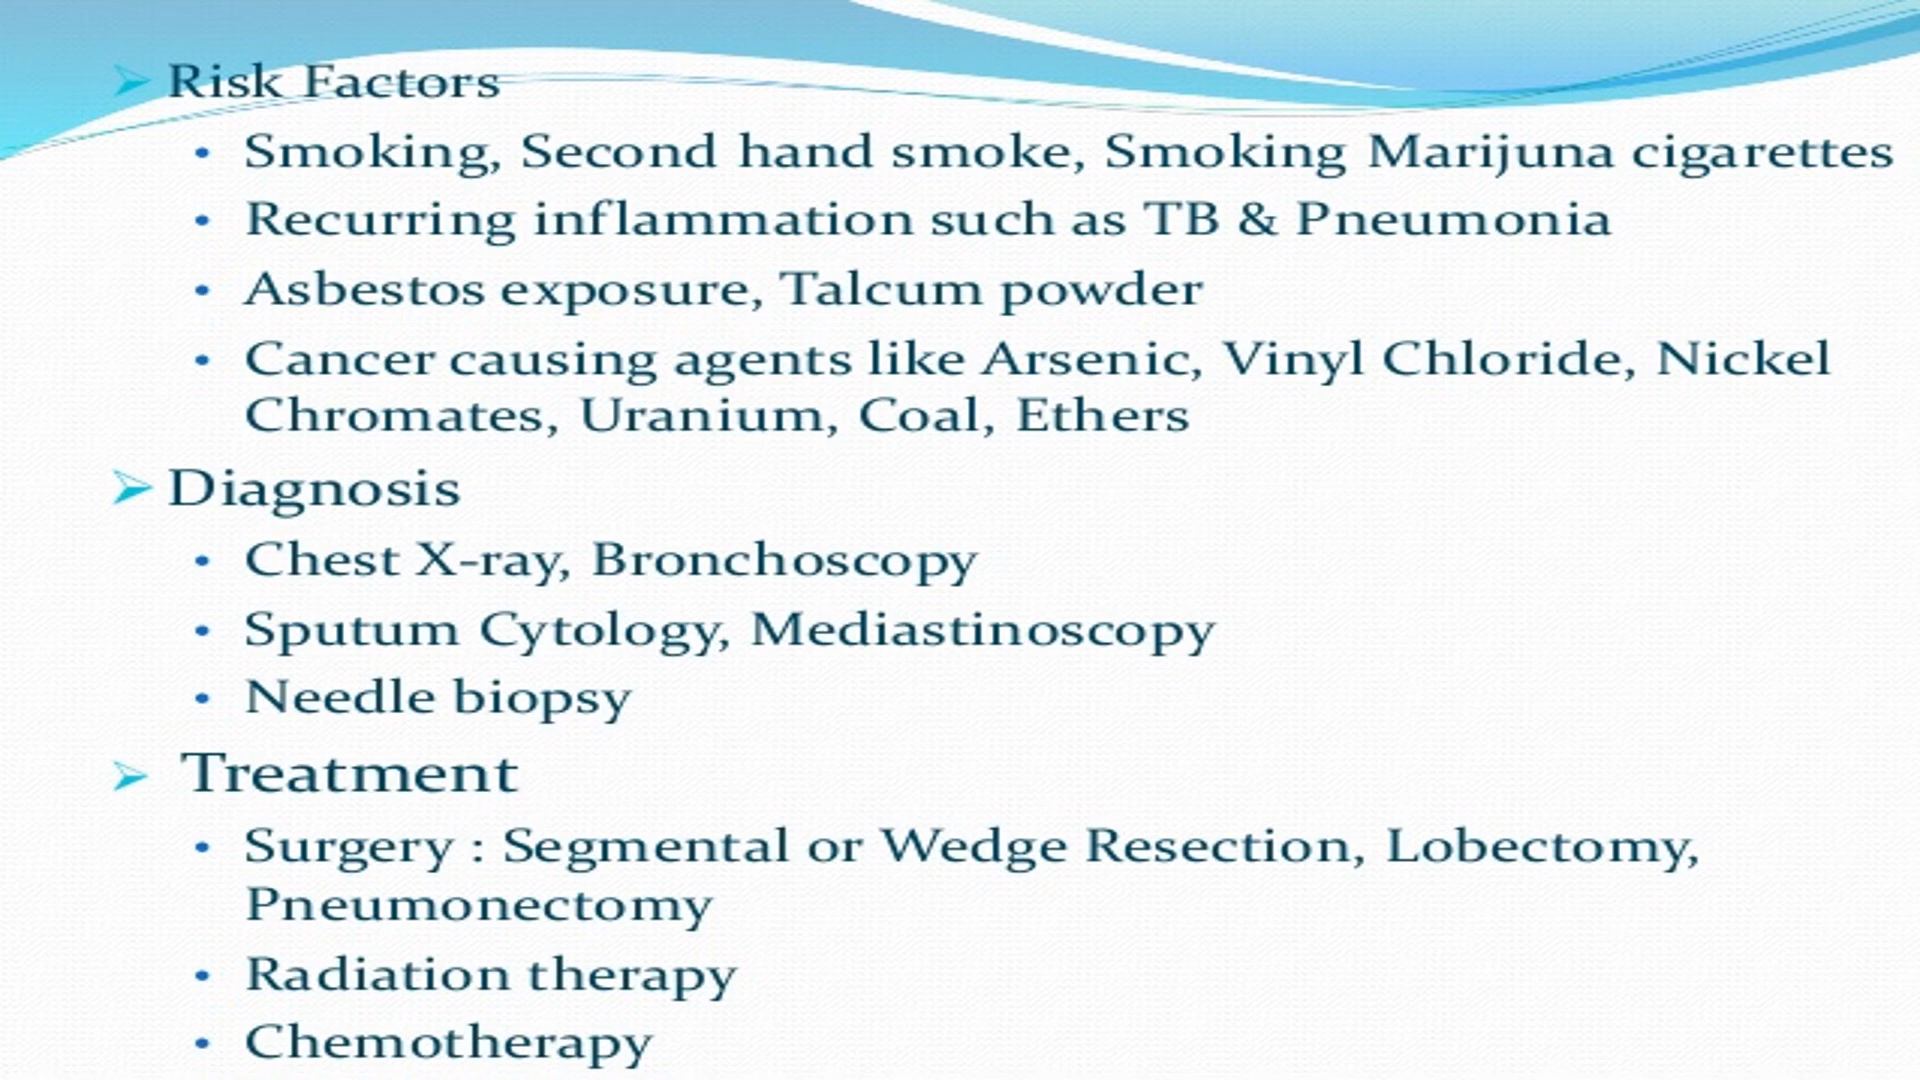 ➢ Risk Factors
• Smoking, Second hand smoke, Smoking Marijuna cigarettes
• Recurring inflammation such as TB & Pneumonia
• Asbestos exposure, Talcum powder
• Cancer causing agents like Arsenic, Vinyl Chloride, Nickel
Chromates, Uranium, Coal, Ethers
➢ Diagnosis
• Chest X-ray, Bronchoscopy
• Sputum Cytology, Mediastinoscopy
• Needle biopsy
➢ Treatment
• Surgery : Segmental or Wedge Resection, Lobectomy,
Pneumonectomy
• Radiation therapy
• Chemotherapy